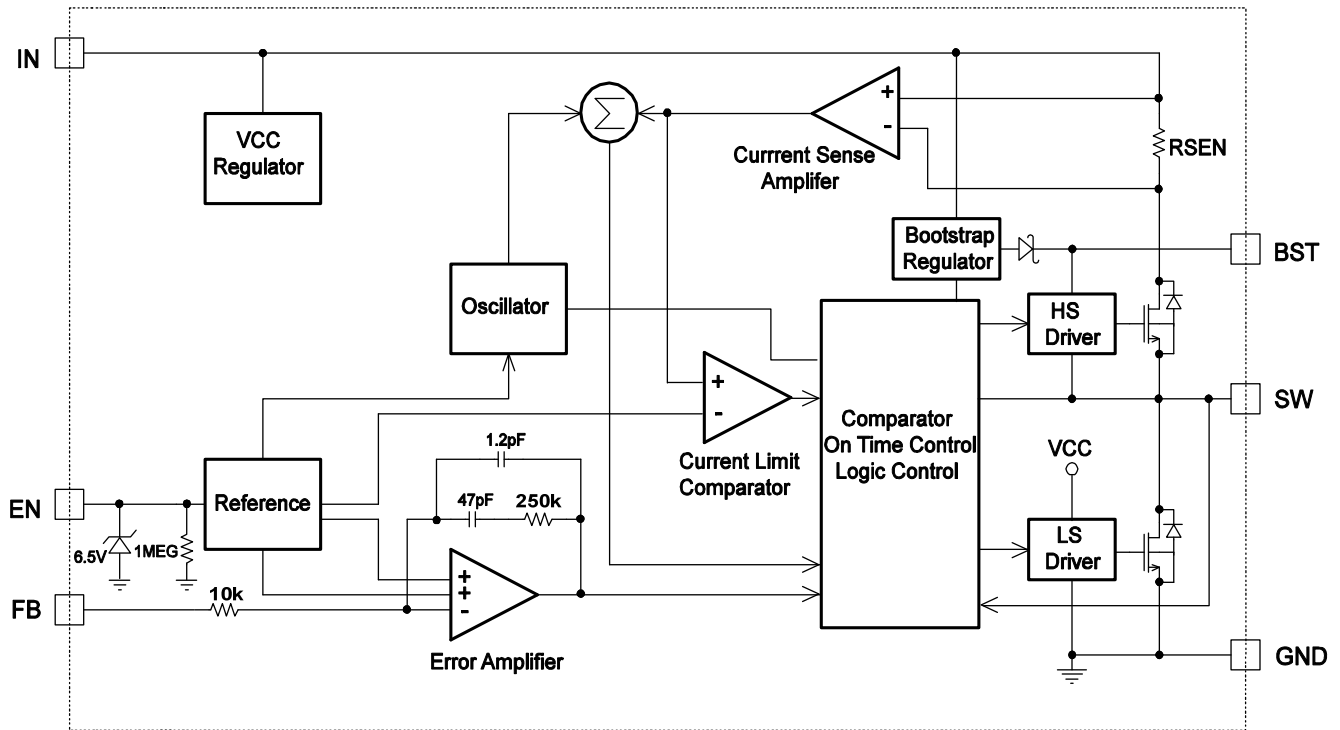 IN
VCC
Regulator
Σ
+
-
Currrent Sense
Amplifer
RSEN
Bootstrap
Regulator
BST
Oscillator
HS
Driver
+
-
Current Limit
Comparator
Comparator
On Time Control
Logic Control
SW
VCC
1.2pF
47pF
250k
EN
Reference
6.5V
1MEG
LS
Driver
FB
10k
+
+
-
Error Amplifier
GND